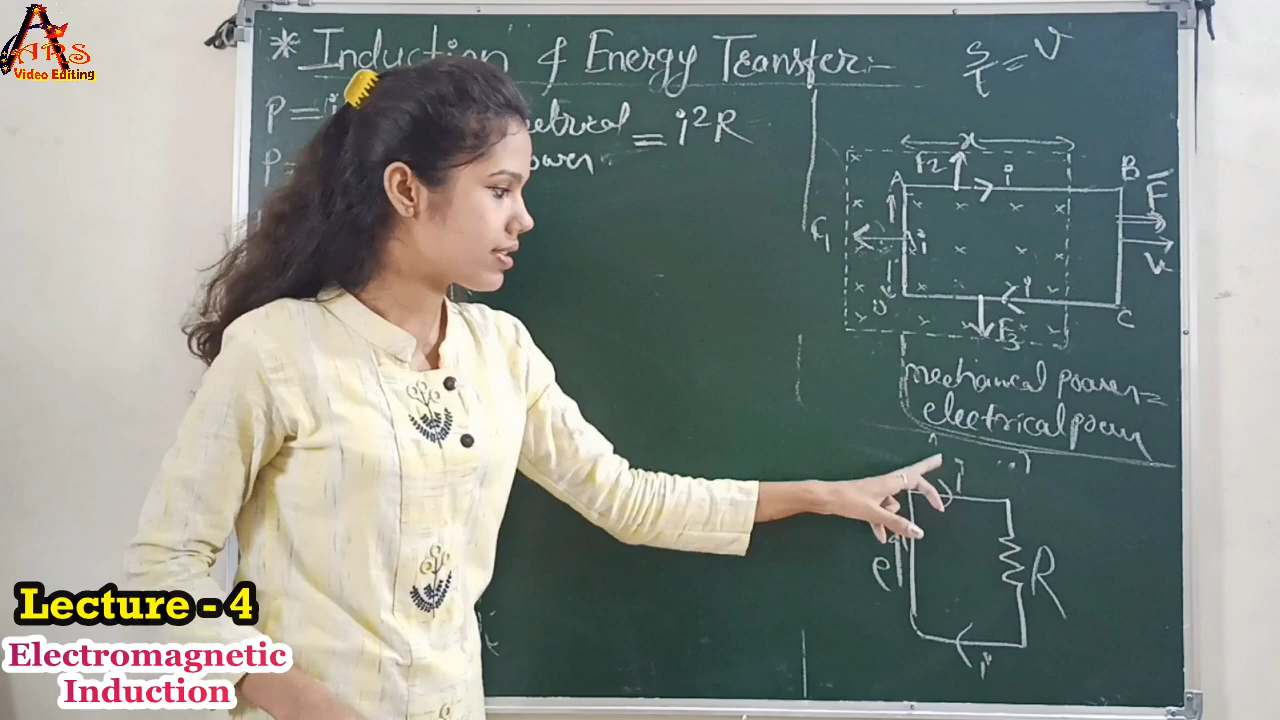 ARS
Video Editing
* Induction & Energy Transfer:-
s/t = v
P = i
= i²R
P =
x
F2
i
A
B
F
F1
i
v
i
F3
C
mechanical power =
electrical power
i
e
R
i
Lecture - 4
Electromagnetic
Induction